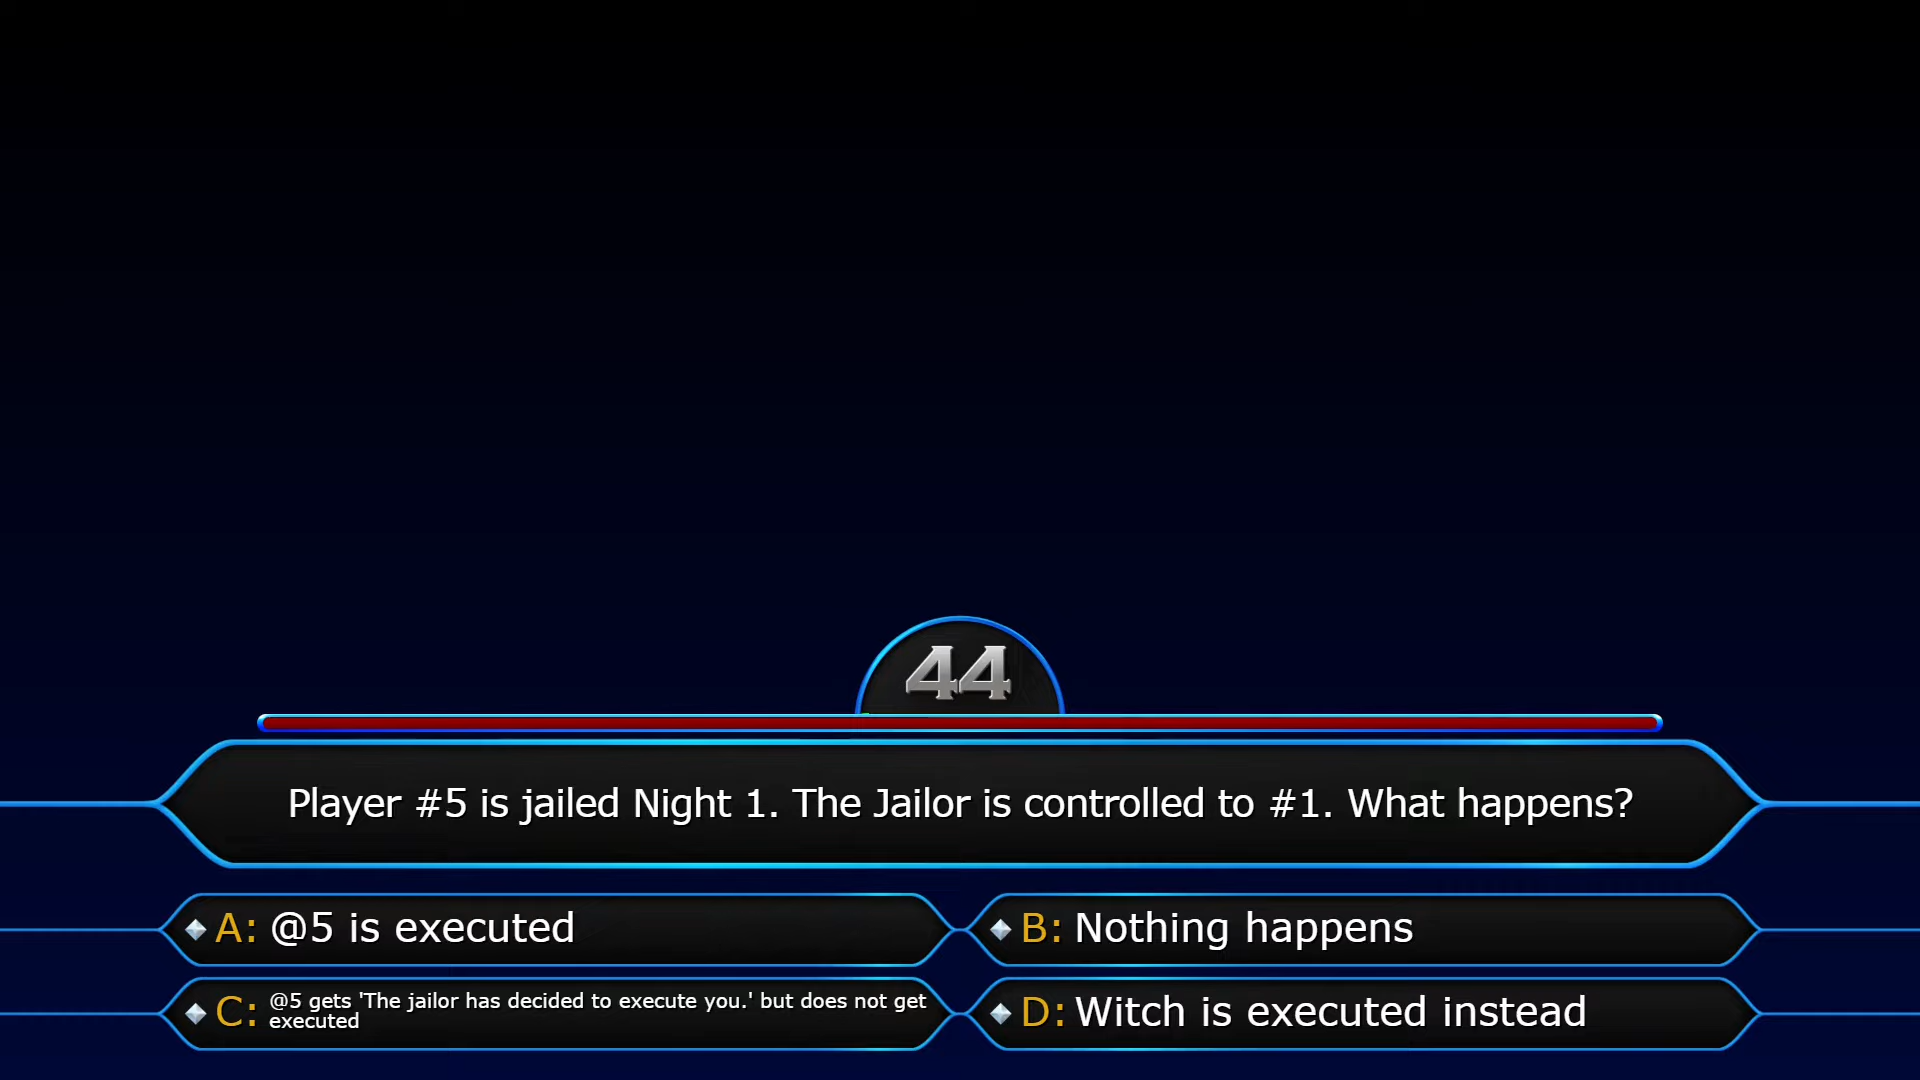 44
Player #5 is jailed Night 1. The Jailor is controlled to #1. What happens?
A: @5 is executed
B: Nothing happens
C: @5 gets 'The jailor has decided to execute you.' but does not get
executed
D: Witch is executed instead